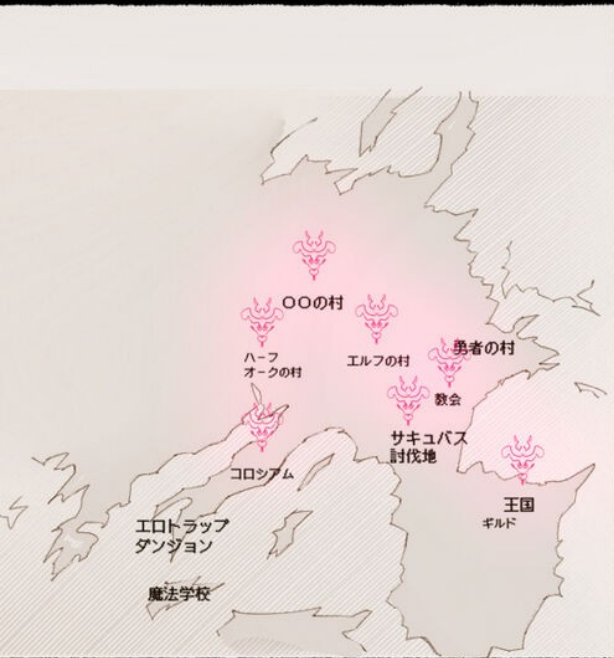 〇〇の村
勇者の村
ハーフ
オークの村
エルフの村
教会
サキュバス
討伐地
コロシアム
王国
ギルド
エロトラップ
ダンジョン
魔法学校